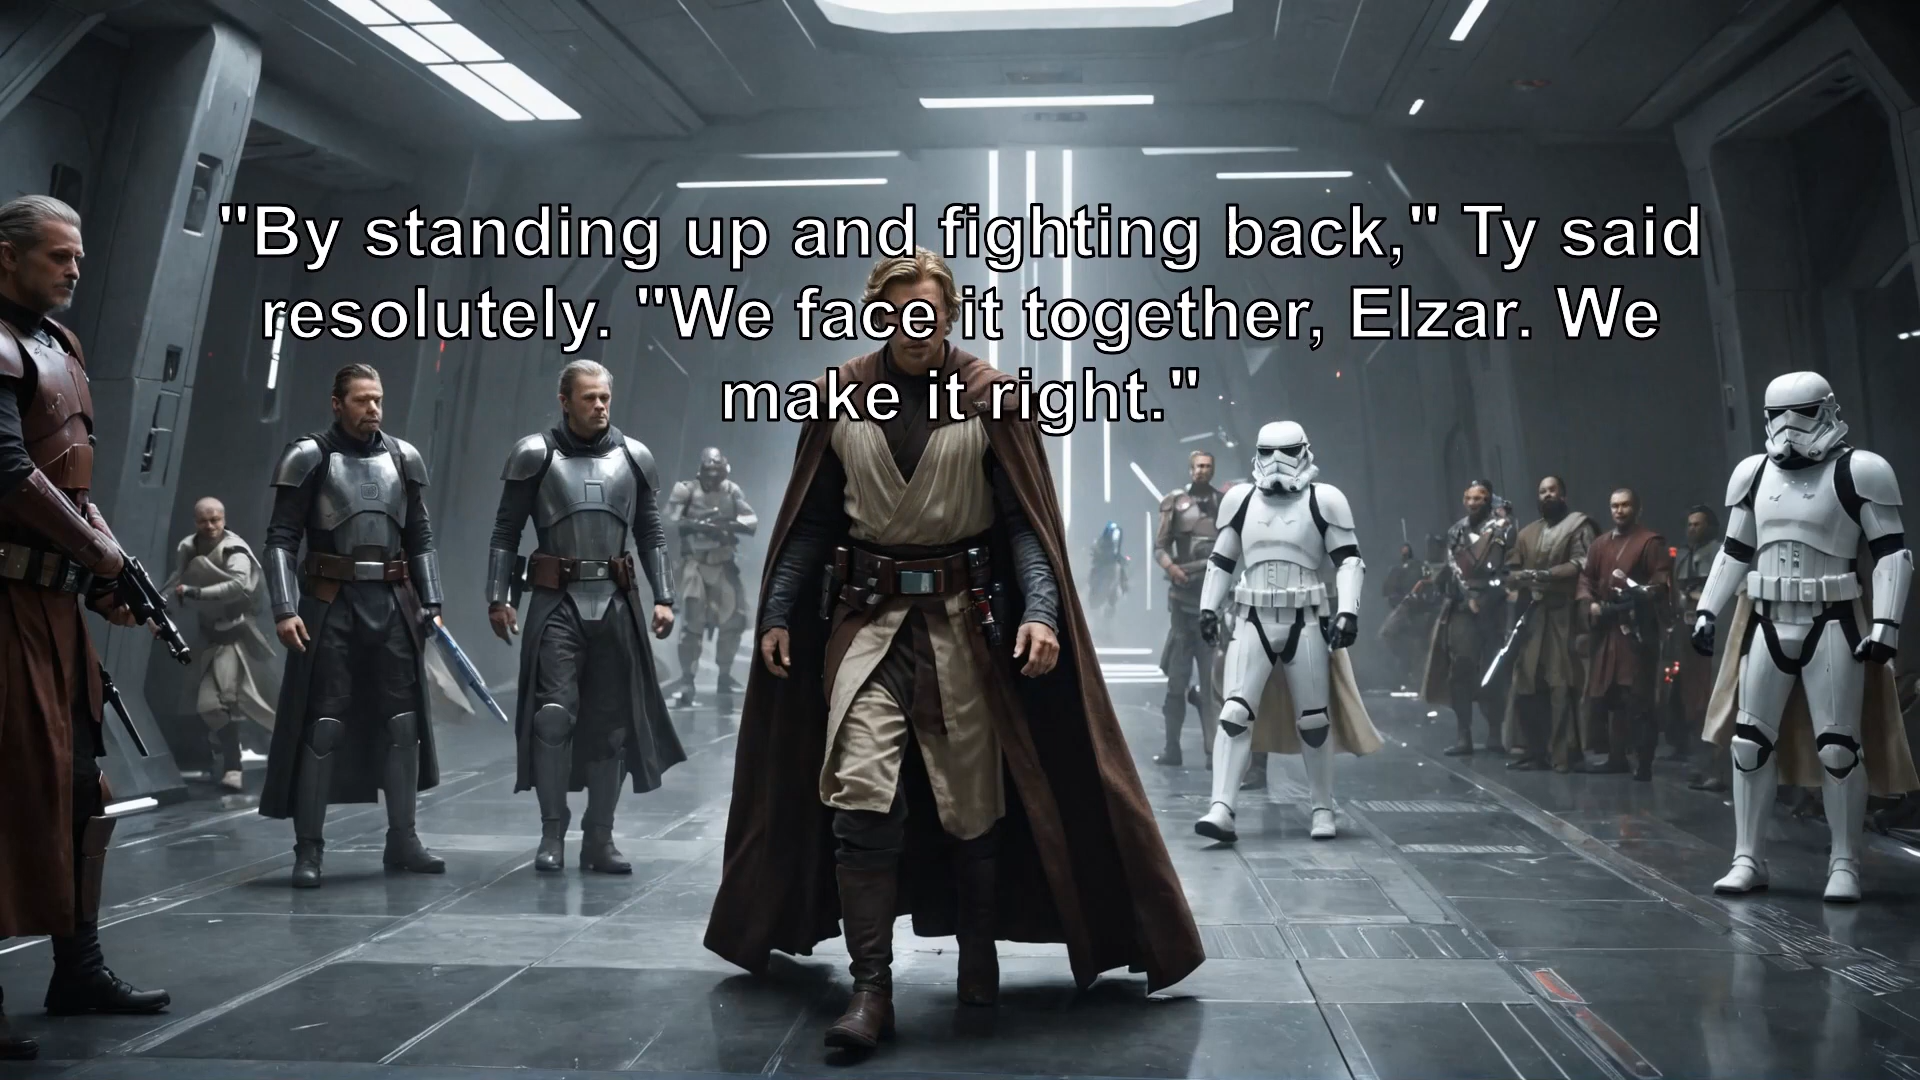 "By standing up and fighting back," Ty said
resolutely. "We face it together, Elzar. We
make it right."